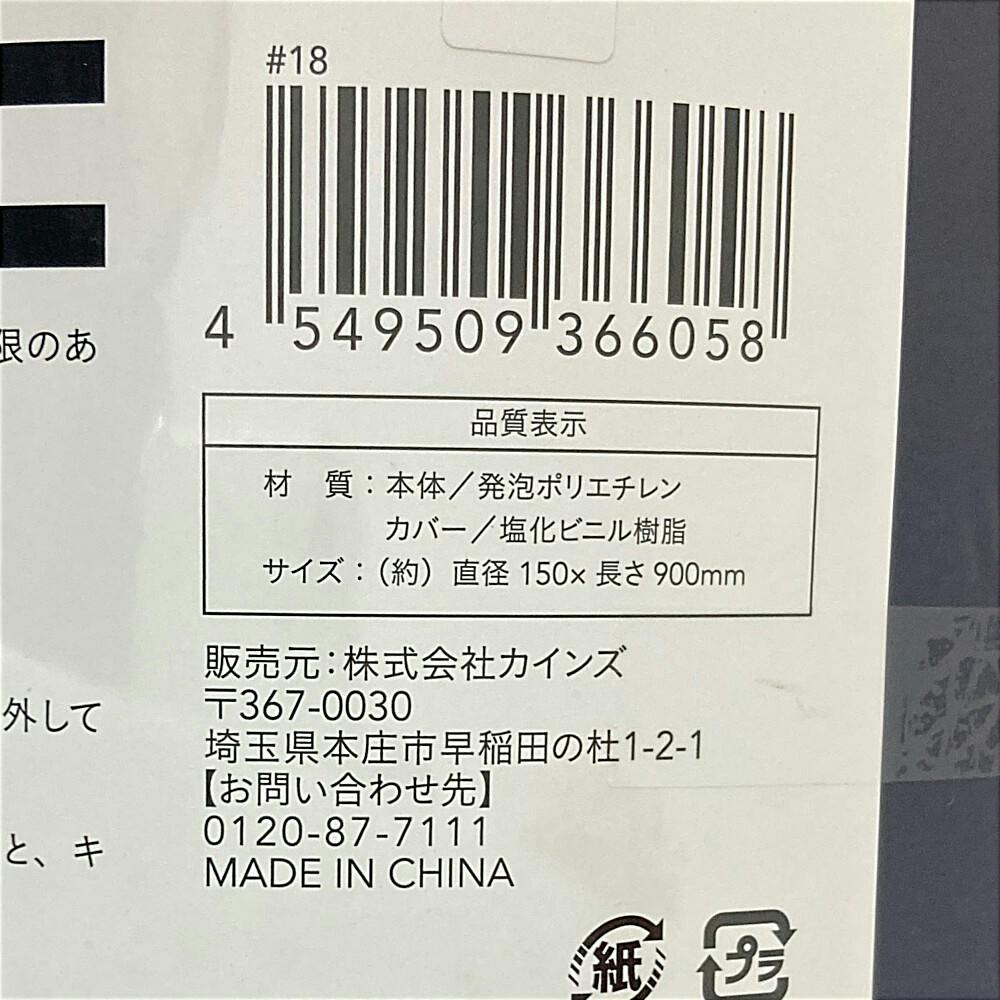 #18
4 549509 366058
限のあ
品質表示
材 質：本体／発泡ポリエチレン
カバー／塩化ビニル樹脂
サイズ：（約）直径 150× 長さ 900mm
販売元：株式会社カインズ
〒367-0030
外して
埼玉県本庄市早稲田の杜1-2-1
【お問い合わせ先】
0120-87-7111
と、キ
MADE IN CHINA
紙
プラ